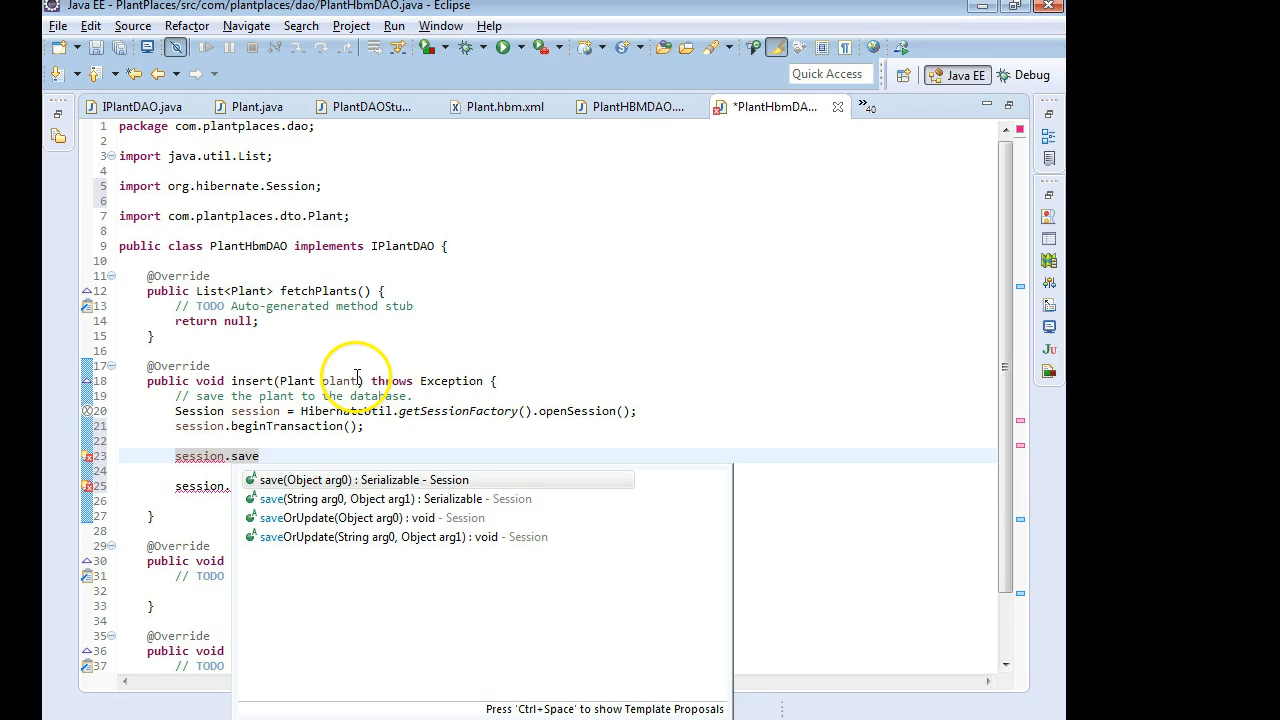 Java EE - PlantPlaces/src/com/plantplaces/dao/PlantHbmDAO.java - Eclipse
File Edit Source Refactor Navigate Search Project Run Window Help
Quick Access Java EE Debug
IPlantDAO.java Plant.java PlantDAOStu... Plant.hbm.xml PlantHBMDAO.... *PlantHbmDA... 40
1 package com.plantplaces.dao;
2
3 import java.util.List;
4
5 import org.hibernate.Session;
6
7 import com.plantplaces.dto.Plant;
8
9 public class PlantHbmDAO implements IPlantDAO {
10
11 @Override
12 public List<Plant> fetchPlants() {
13 // TODO Auto-generated method stub
14 return null;
15 }
16
17 @Override
18 public void insert(Plant plant) throws Exception {
19 // save the plant to the database.
20 Session session = HibernateUtil.getSessionFactory().openSession();
21 session.beginTransaction();
22
23 session.save
24
25 session.
26
27 }
28
29 @Override
30 public void
31 // TODO
32
33 }
34
35 @Override
36 public void
37 // TODO
save(Object arg0) : Serializable - Session
save(String arg0, Object arg1) : Serializable - Session
saveOrUpdate(Object arg0) : void - Session
saveOrUpdate(String arg0, Object arg1) : void - Session
Press 'Ctrl+Space' to show Template Proposals